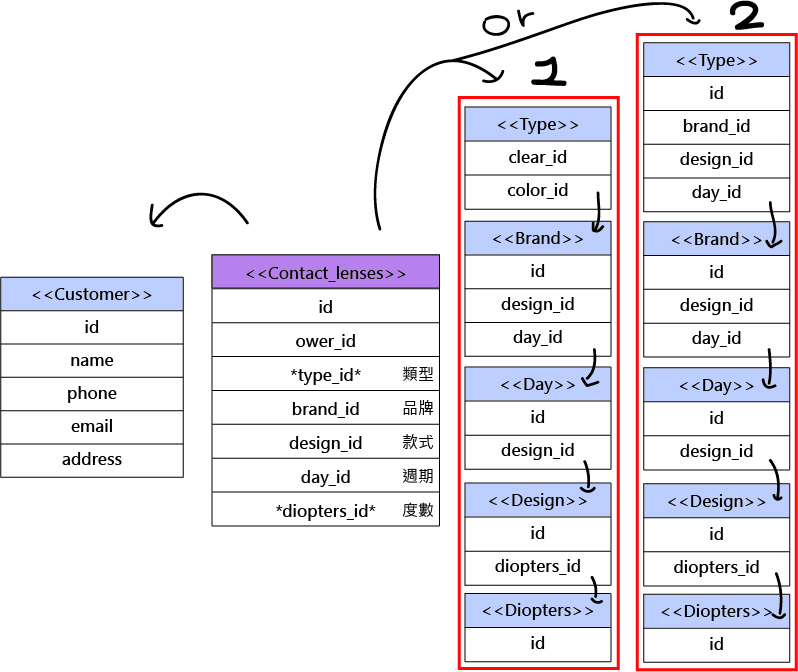 or
1
2
<<Customer>>
id
name
phone
email
address
<<Contact_lenses>>
id
ower_id
*type_id* 類型
brand_id 品牌
design_id 款式
day_id 週期
*diopters_id* 度數
<<Type>>
clear_id
color_id
<<Brand>>
id
design_id
day_id
<<Day>>
id
design_id
<<Design>>
id
diopters_id
<<Diopters>>
id
<<Type>>
id
brand_id
design_id
day_id
<<Brand>>
id
design_id
day_id
<<Day>>
id
design_id
<<Design>>
id
diopters_id
<<Diopters>>
id